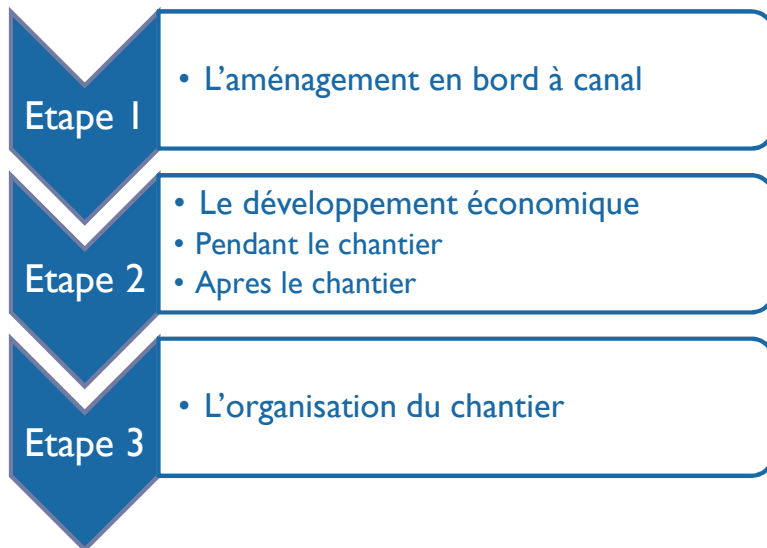 Etape 1
• L'aménagement en bord à canal
Etape 2
• Le développement économique
• Pendant le chantier
• Apres le chantier
Etape 3
• L'organisation du chantier